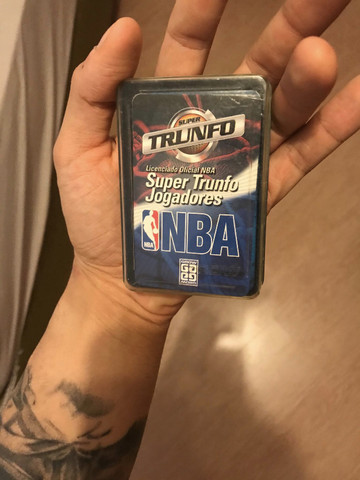 SUPER
TRUNFO
Licenciado Oficial NBA
Super Trunfo
Jogadores
NBA
NBA